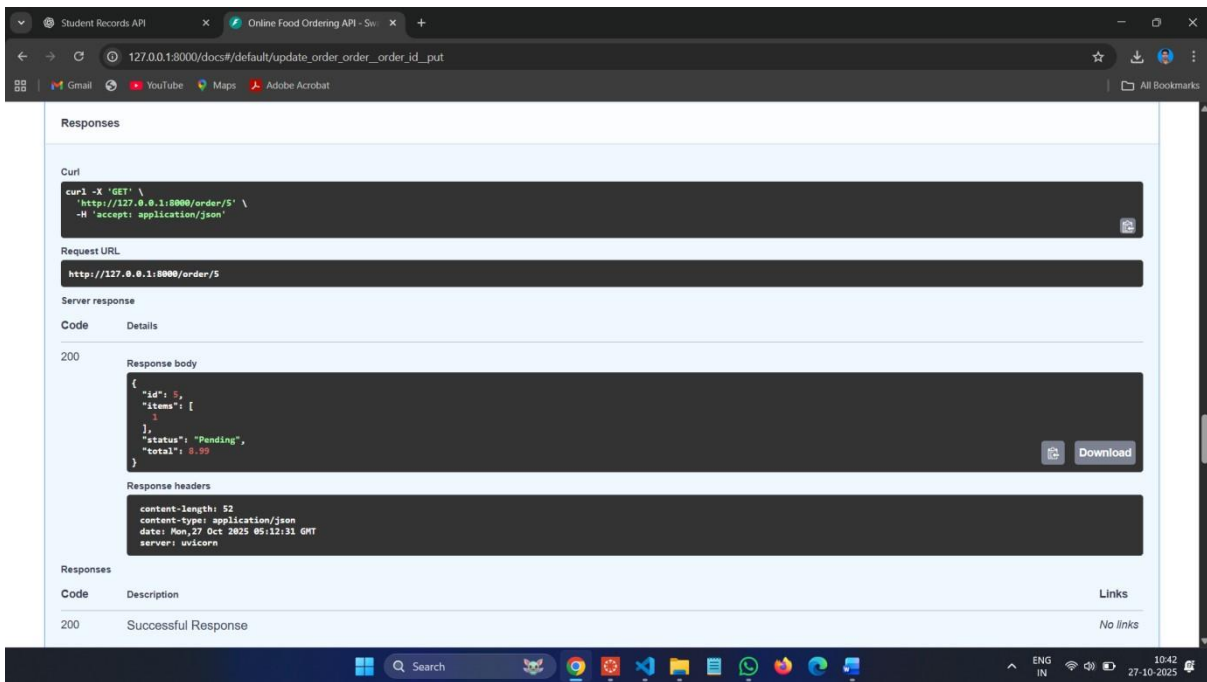 Student Records API
Online Food Ordering API - Sw
127.0.0.1:8000/docs#/default/update_order_order__order_id__put
Gmail YouTube Maps Adobe Acrobat All Bookmarks
Responses
Curl
curl -X 'GET' \
'http://127.0.0.1:8000/order/5' \
-H 'accept: application/json'
Request URL
http://127.0.0.1:8000/order/5
Server response
Code Details
200
Response body
{
"id": 5,
"items": [
1
],
"status": "Pending",
"total": 8.99
}
Download
Response headers
content-length: 52
content-type: application/json
date: Mon,27 Oct 2025 05:12:31 GMT
server: uvicorn
Responses
Code Description Links
200 Successful Response No links
Search
ENG
IN
10:42
27-10-2025